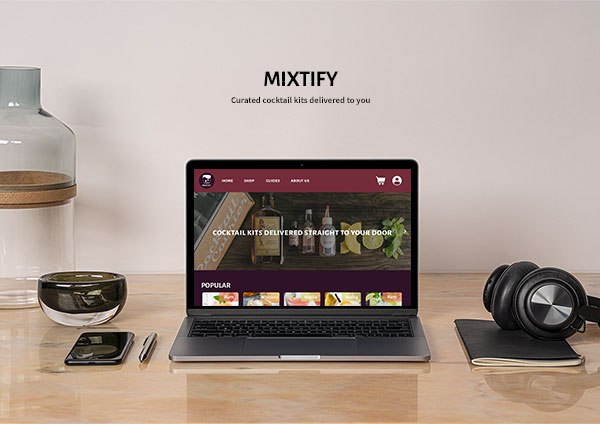 MIXTIFY
Curated cocktail kits delivered to you
HOME SHOP GUIDES ABOUT US
cocktail
COCKTAIL KITS DELIVERED STRAIGHT TO YOUR DOOR
POPULAR